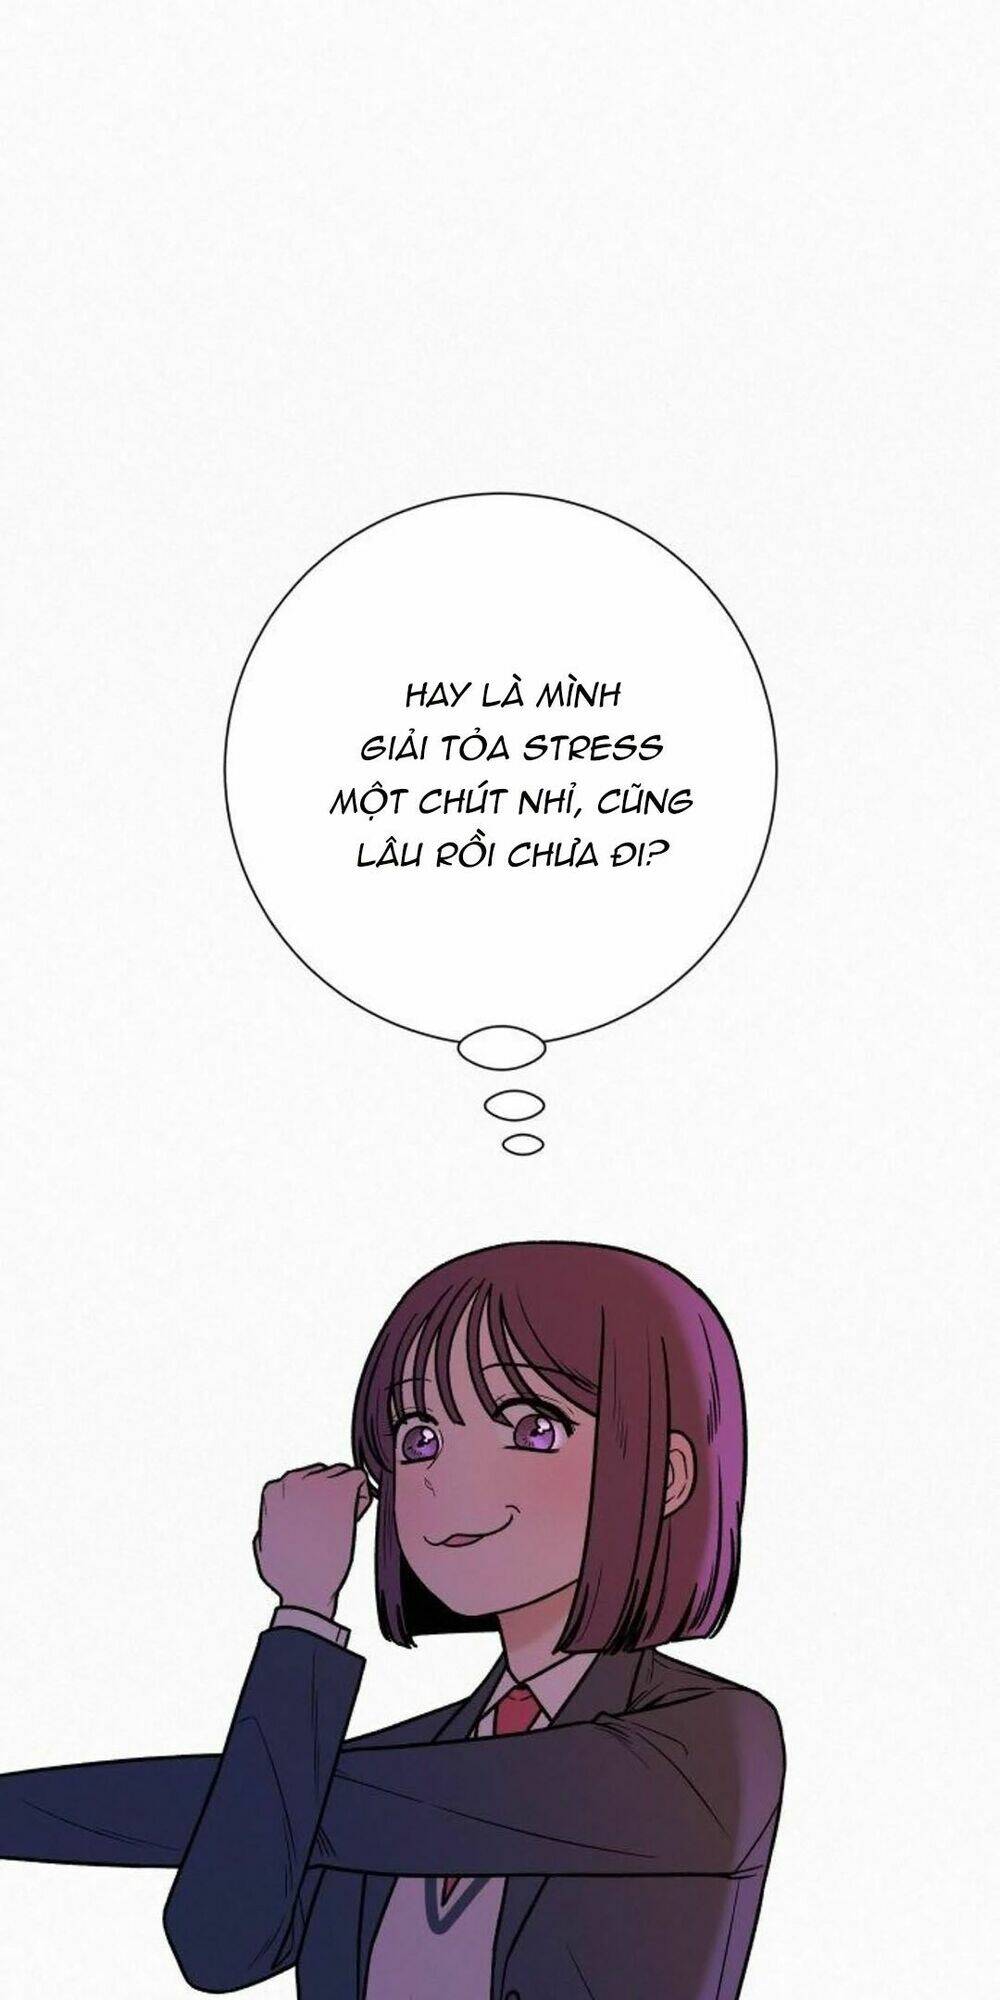 HAY LÀ MÌNH
GIẢI TỎA STRESS
MỘT CHÚT NHỈ, CŨNG
LÂU RỒI CHƯA ĐI?